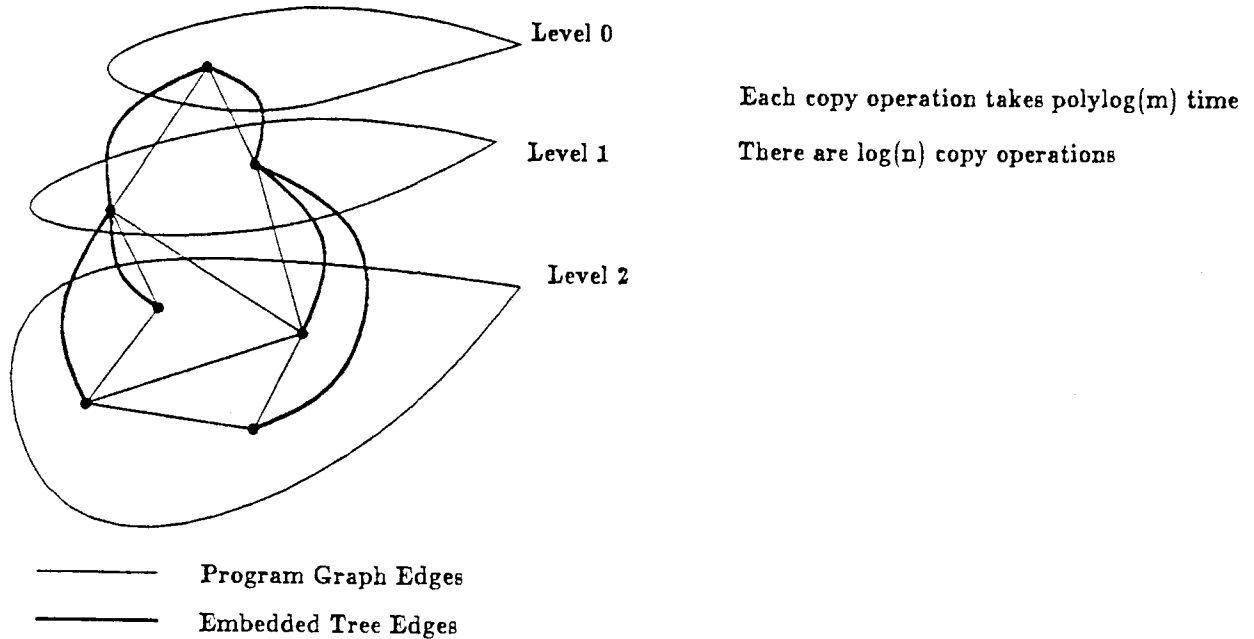 Level 0
Each copy operation takes polylog(m) time
Level 1
There are log(n) copy operations
Level 2
Program Graph Edges
Embedded Tree Edges